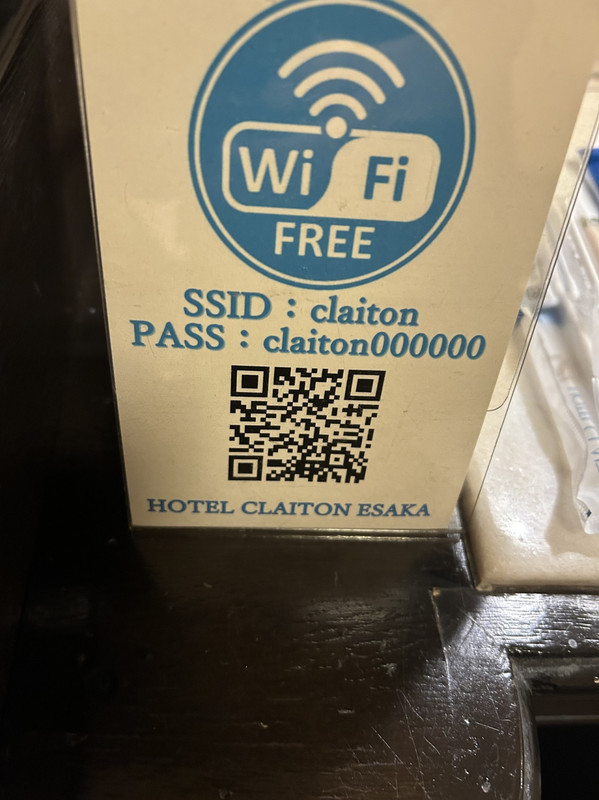 Wi Fi
FREE
SSID：claiton
PASS：claiton000000
HOTEL CLAITON ESAKA